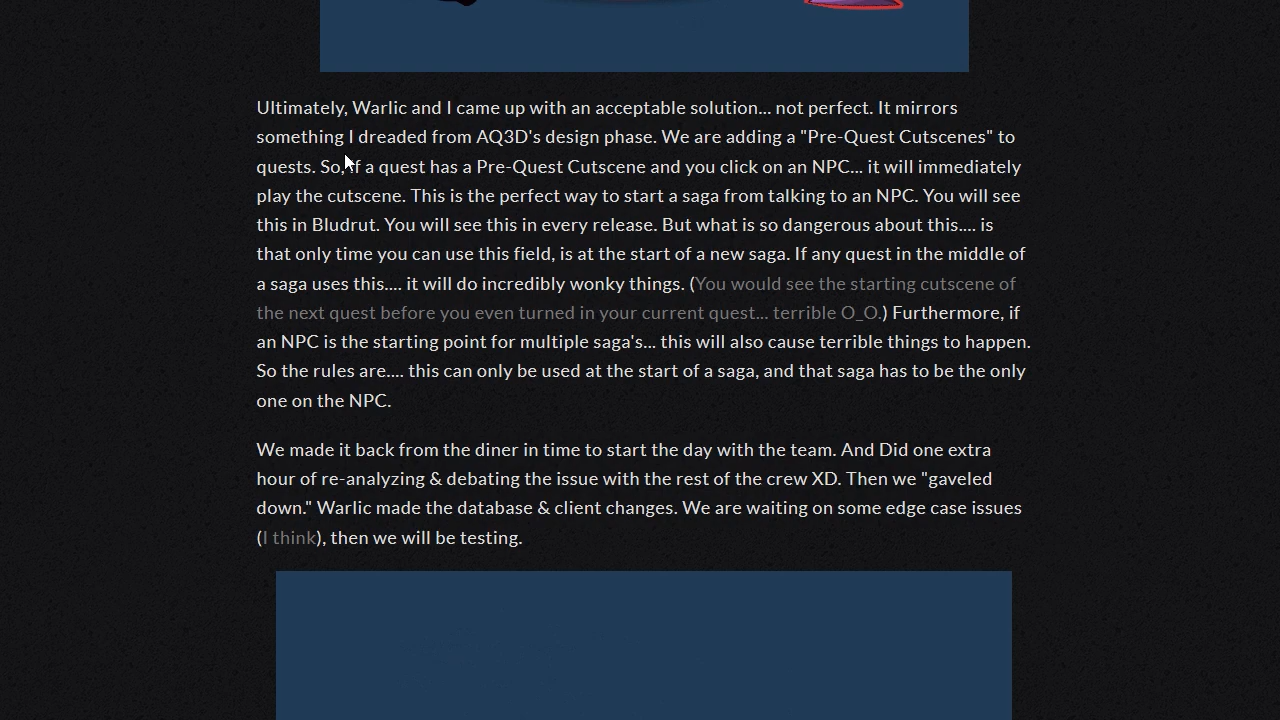 Ultimately, Warlic and I came up with an acceptable solution... not perfect. It mirrors
something I dreaded from AQ3D's design phase. We are adding a "Pre-Quest Cutscenes" to
quests. So, if a quest has a Pre-Quest Cutscene and you click on an NPC... it will immediately
play the cutscene. This is the perfect way to start a saga from talking to an NPC. You will see
this in Bludrut. You will see this in every release. But what is so dangerous about this.... is
that only time you can use this field, is at the start of a new saga. If any quest in the middle of
a saga uses this.... it will do incredibly wonky things. (You would see the starting cutscene of
the next quest before you even turned in your current quest... terrible O_O.) Furthermore, if
an NPC is the starting point for multiple saga's... this will also cause terrible things to happen.
So the rules are.... this can only be used at the start of a saga, and that saga has to be the only
one on the NPC.
We made it back from the diner in time to start the day with the team. And Did one extra
hour of re-analyzing & debating the issue with the rest of the crew XD. Then we "gaveled
down." Warlic made the database & client changes. We are waiting on some edge case issues
(I think), then we will be testing.